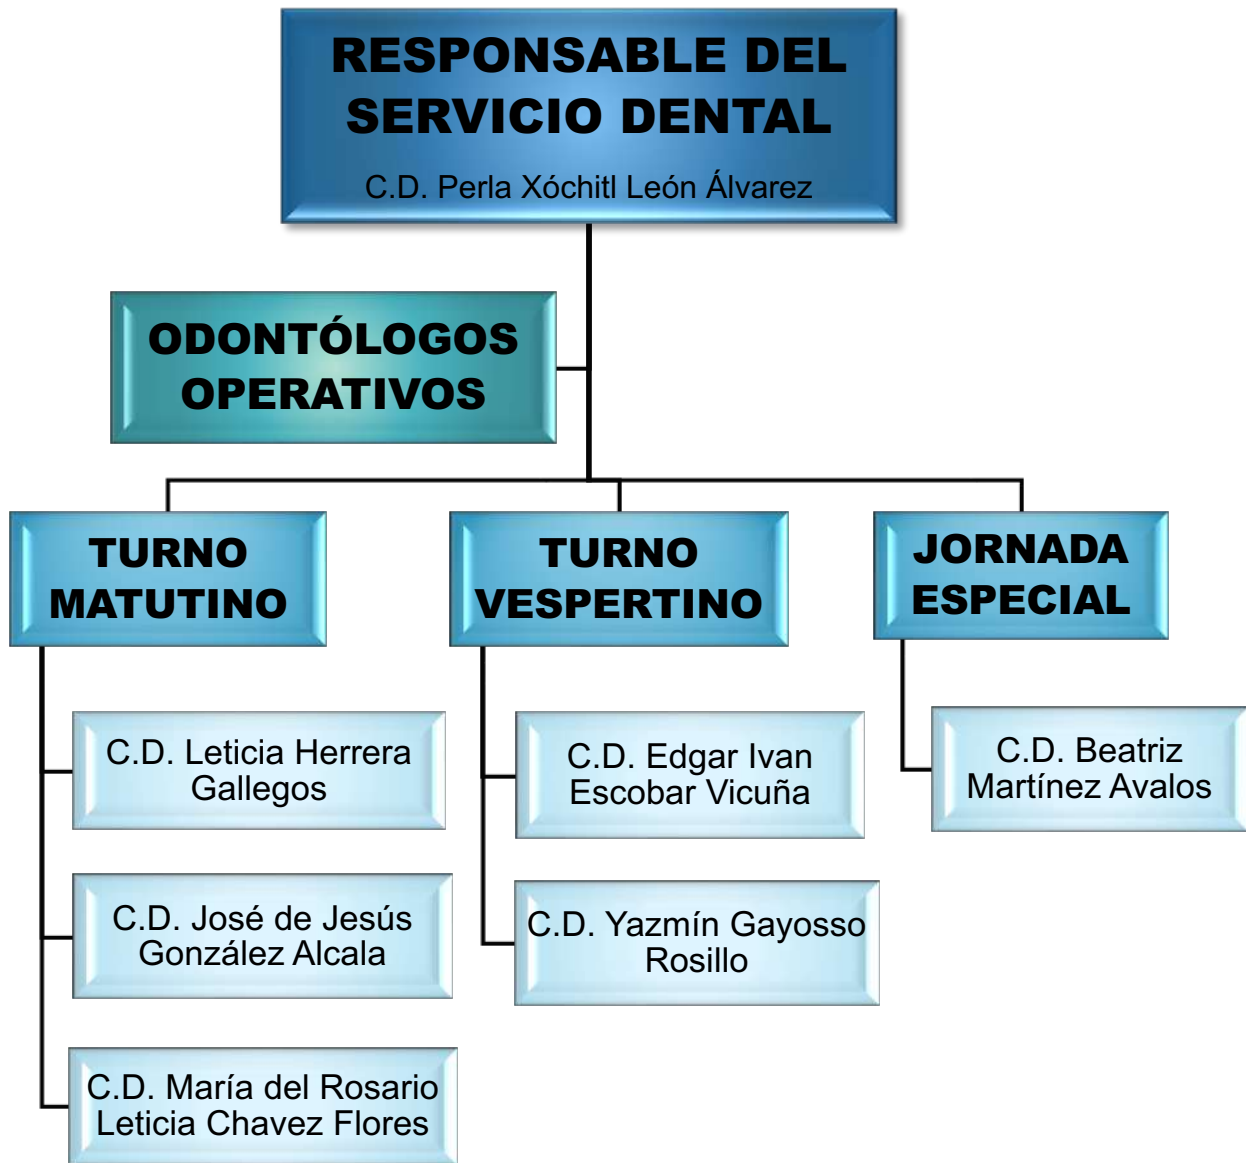 RESPONSABLE DEL
SERVICIO DENTAL
C.D. Perla Xóchitl León Álvarez
ODONTÓLOGOS
OPERATIVOS
TURNO
MATUTINO
C.D. Leticia Herrera
Gallegos
C.D. José de Jesús
González Alcala
C.D. María del Rosario
Leticia Chavez Flores
TURNO
VESPERTINO
C.D. Edgar Ivan
Escobar Vicuña
C.D. Yazmín Gayosso
Rosillo
JORNADA
ESPECIAL
C.D. Beatriz
Martínez Avalos